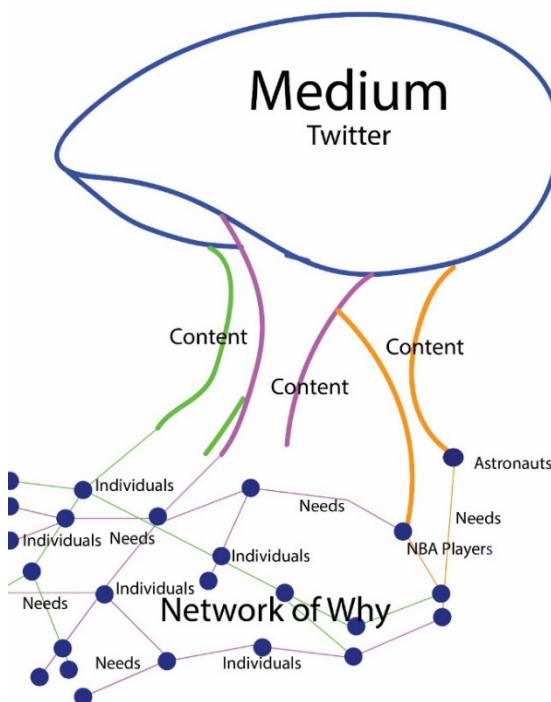 Medium
Twitter
Content
Content
Content
Astronauts
Individuals
Needs
Needs
Individuals
Needs
NBA Players
Individuals
Individuals
Needs
Network of Why
Needs
Individuals